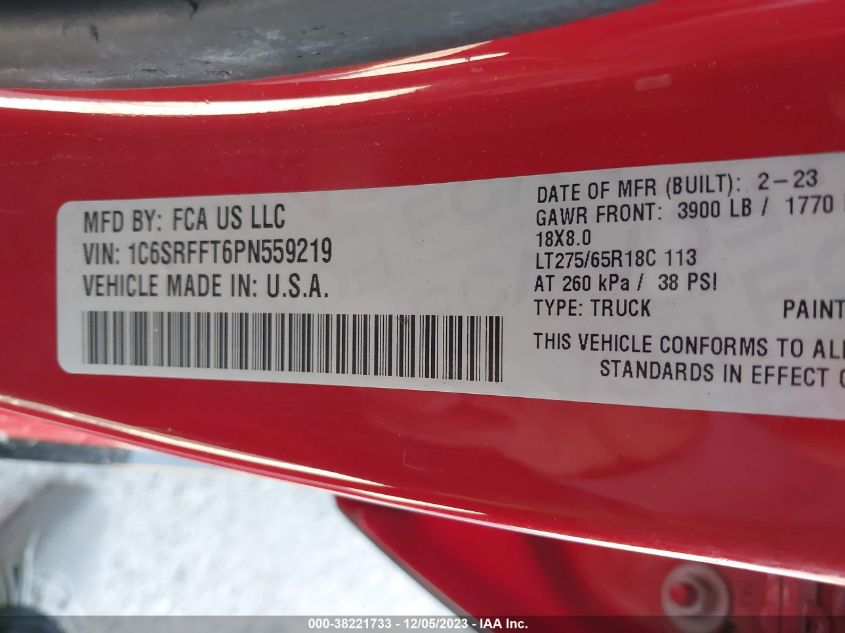 MFD BY: FCA US LLC
VIN: 1C6SRFFT6PN559219
VEHICLE MADE IN: U.S.A.
DATE OF MFR (BUILT): 2-23
GAWR FRONT: 3900 LB / 1770
18X8.0
LT275/65R18C 113
AT 260 kPa / 38 PSI
TYPE: TRUCK PAINT
THIS VEHICLE CONFORMS TO ALL
STANDARDS IN EFFECT
000-38221733 - 12/05/2023 - © IAA Inc.